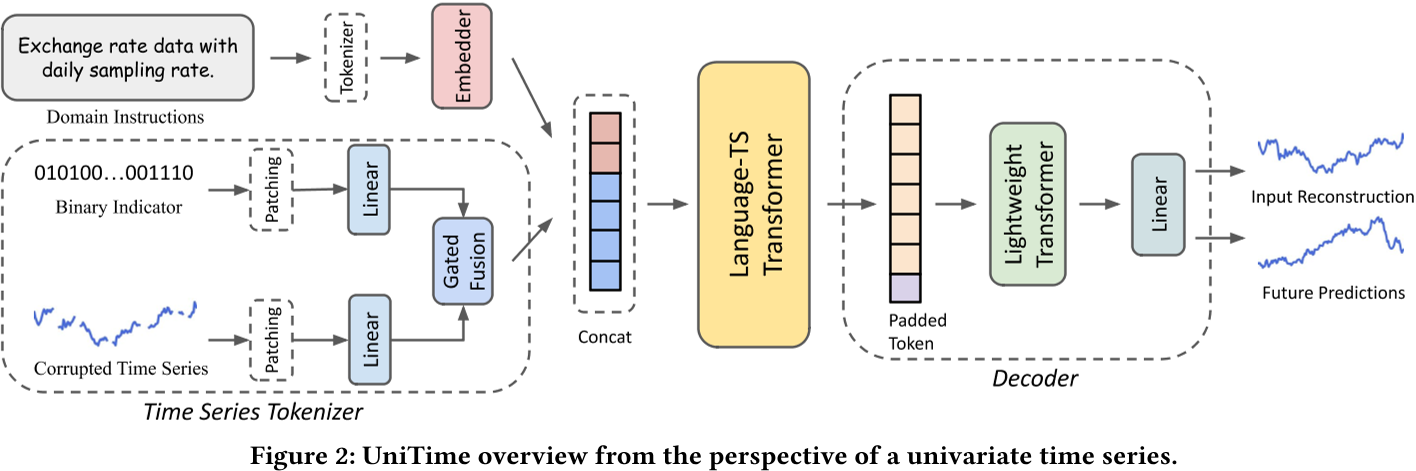 Exchange rate data with
daily sampling rate.
Domain Instructions
Tokenizer
Embedder
010100...001110
Binary Indicator
Patching
Linear
Gated
Fusion
Corrupted Time Series
Patching
Linear
Time Series Tokenizer
Concat
Language-TS
Transformer
Padded
Token
Lightweight
Transformer
Linear
Decoder
Input Reconstruction
Future Predictions
Figure 2: UniTime overview from the perspective of a univariate time series.